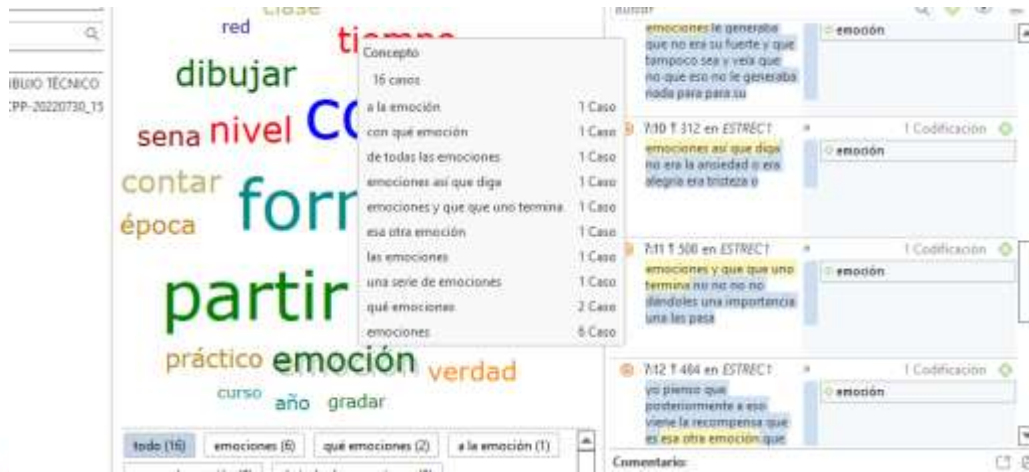 clase
red
tiempo
dibujar
sena nivel
contar
época
partir
práctico emoción verdad
curso año gradar
BUJO TÉCNICO
PP-20220730_15
Concepto
16 casos
a la emoción 1 Caso
con qué emoción 1 Caso
de todas las emociones 1 Caso
emociones así que diga 1 Caso
emociones y que que uno termina 1 Caso
esa otra emoción 1 Caso
las emociones 1 Caso
una serie de emociones 1 Caso
qué emociones 2 Caso
emociones 6 Caso
todo (16) emociones (6) qué emociones (2) a la emoción (1)
emociones le generaba
que no era su fuerte y que
tampoco sea y veía que
no que eso no le generaba
nada para para su
emoción
7:10 ¶ 312 en ESTREC1 1 Codificación
emociones así que diga
no era la ansiedad o era
alegría era tristeza o
emoción
7:11 ¶ 500 en ESTREC1 1 Codificación
emociones y que que uno
termina no no no no
dándoles una importancia
una les pasa
emoción
7:12 ¶ 484 en ESTREC1 1 Codificación
yo pienso que
posteriormente a eso
viene la recompensa que
es esa otra emoción que
emoción
Comentario: